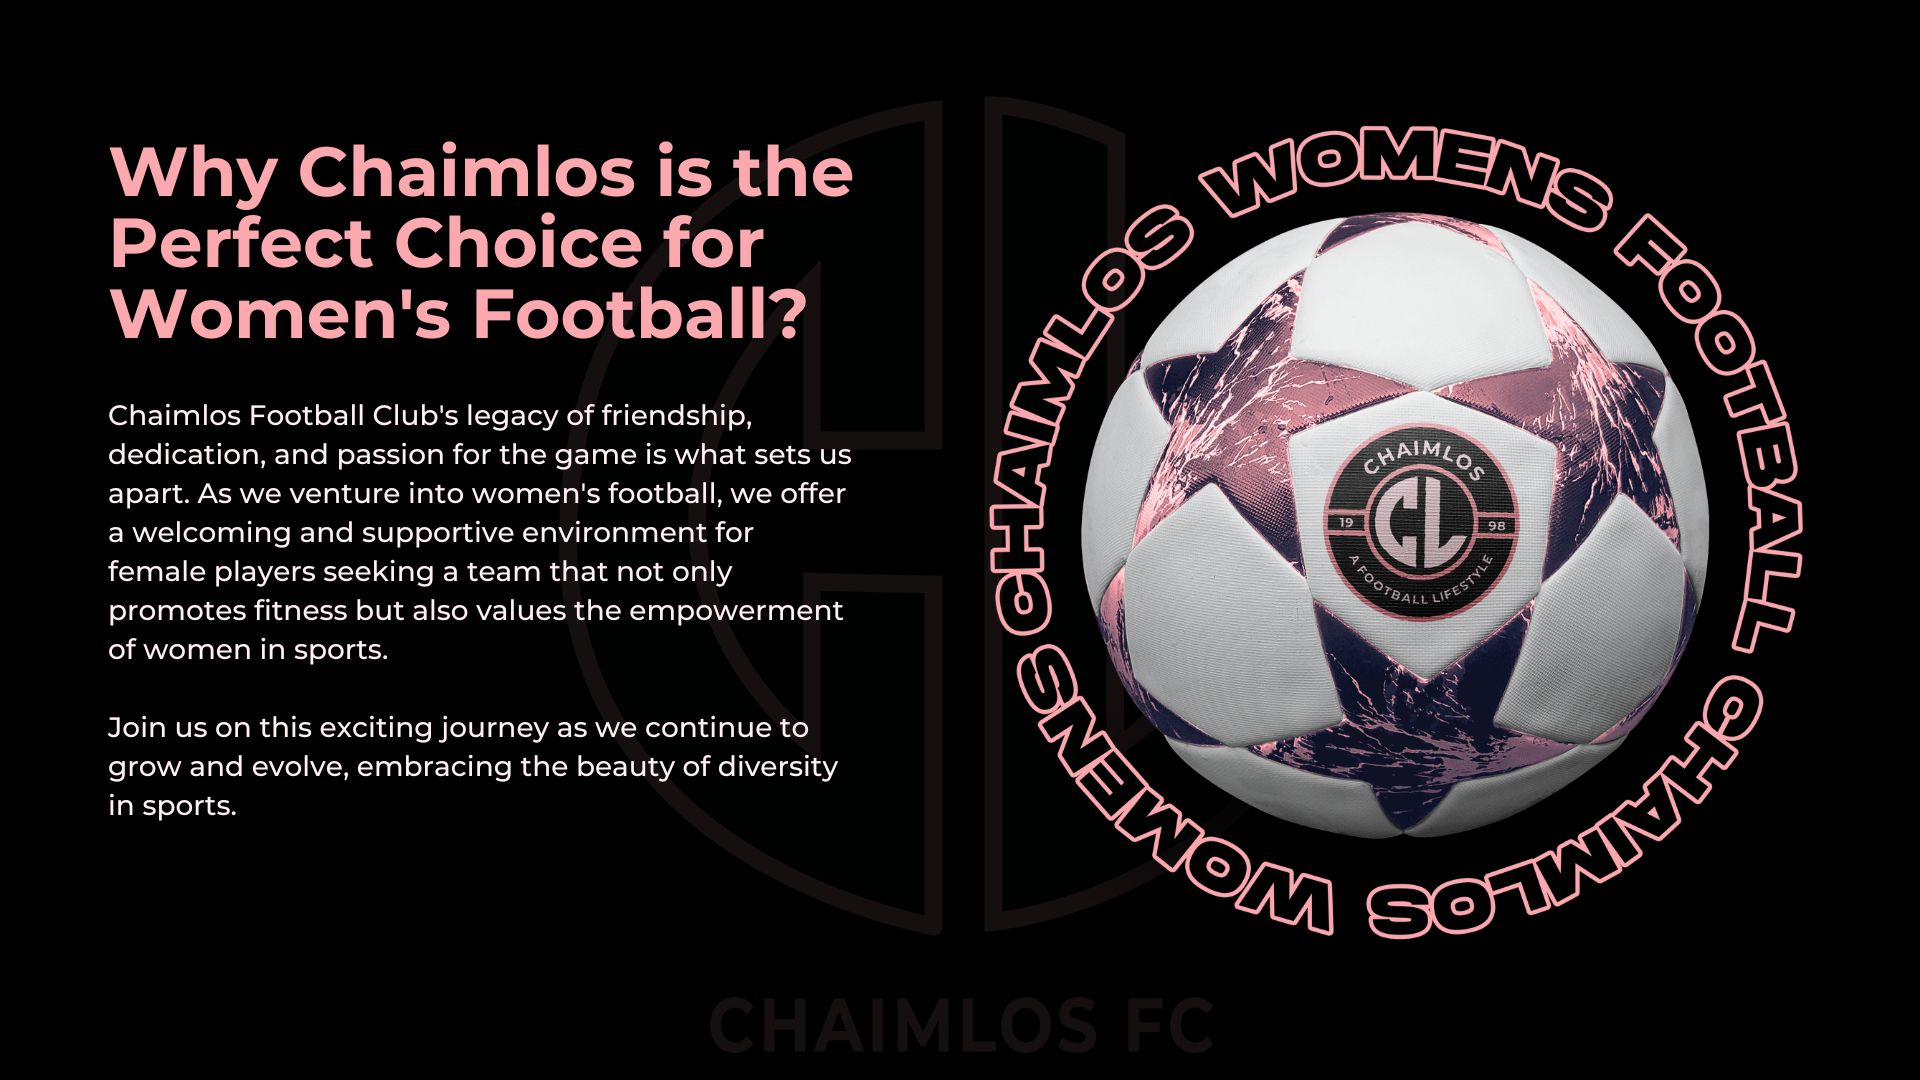 Why Chaimlos is the
Perfect Choice for
Women's Football?
Chaimlos Football Club's legacy of friendship,
dedication, and passion for the game is what sets us
apart. As we venture into women's football, we offer
a welcoming and supportive environment for
female players seeking a team that not only
promotes fitness but also values the empowerment
of women in sports.
Join us on this exciting journey as we continue to
grow and evolve, embracing the beauty of diversity
in sports.
CHAIMLOS WOMENS FOOTBALL CHAIMLOS WOMENS
CHAIMLOS
19 CL 98
A FOOTBALL LIFESTYLE
CHAIMLOS FC